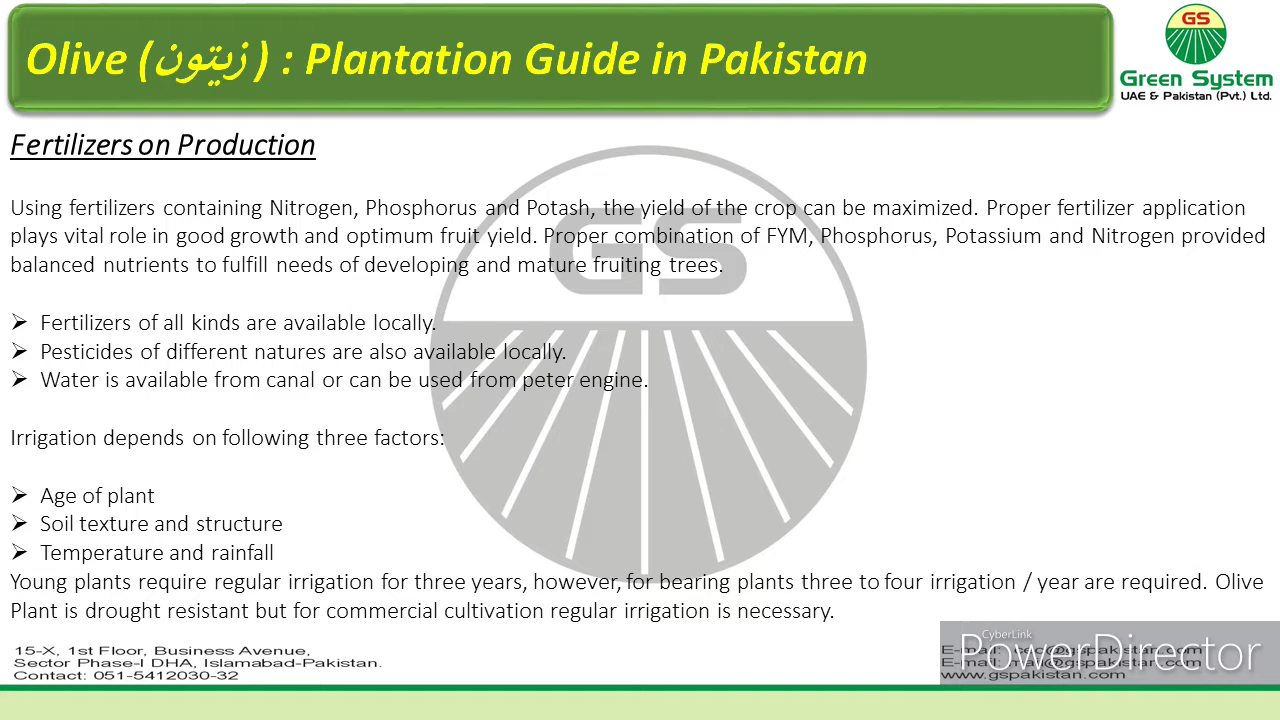 Olive (زیتون) : Plantation Guide in Pakistan
GS
Green System
UAE & Pakistan (Pvt.) Ltd.
Fertilizers on Production
Using fertilizers containing Nitrogen, Phosphorus and Potash, the yield of the crop can be maximized. Proper fertilizer application
plays vital role in good growth and optimum fruit yield. Proper combination of FYM, Phosphorus, Potassium and Nitrogen provided
balanced nutrients to fulfill needs of developing and mature fruiting trees.
GS
➢ Fertilizers of all kinds are available locally.
➢ Pesticides of different natures are also available locally.
➢ Water is available from canal or can be used from peter engine.
Irrigation depends on following three factors:
➢ Age of plant
➢ Soil texture and structure
➢ Temperature and rainfall
Young plants require regular irrigation for three years, however, for bearing plants three to four irrigation / year are required. Olive
Plant is drought resistant but for commercial cultivation regular irrigation is necessary.
15-X, 1st Floor, Business Avenue,
Sector Phase-I DHA, Islamabad-Pakistan.
Contact: 051-5412030-32
CyberLink
PowerDirector
E-mail:
E-mail:
www.gspakistan.com